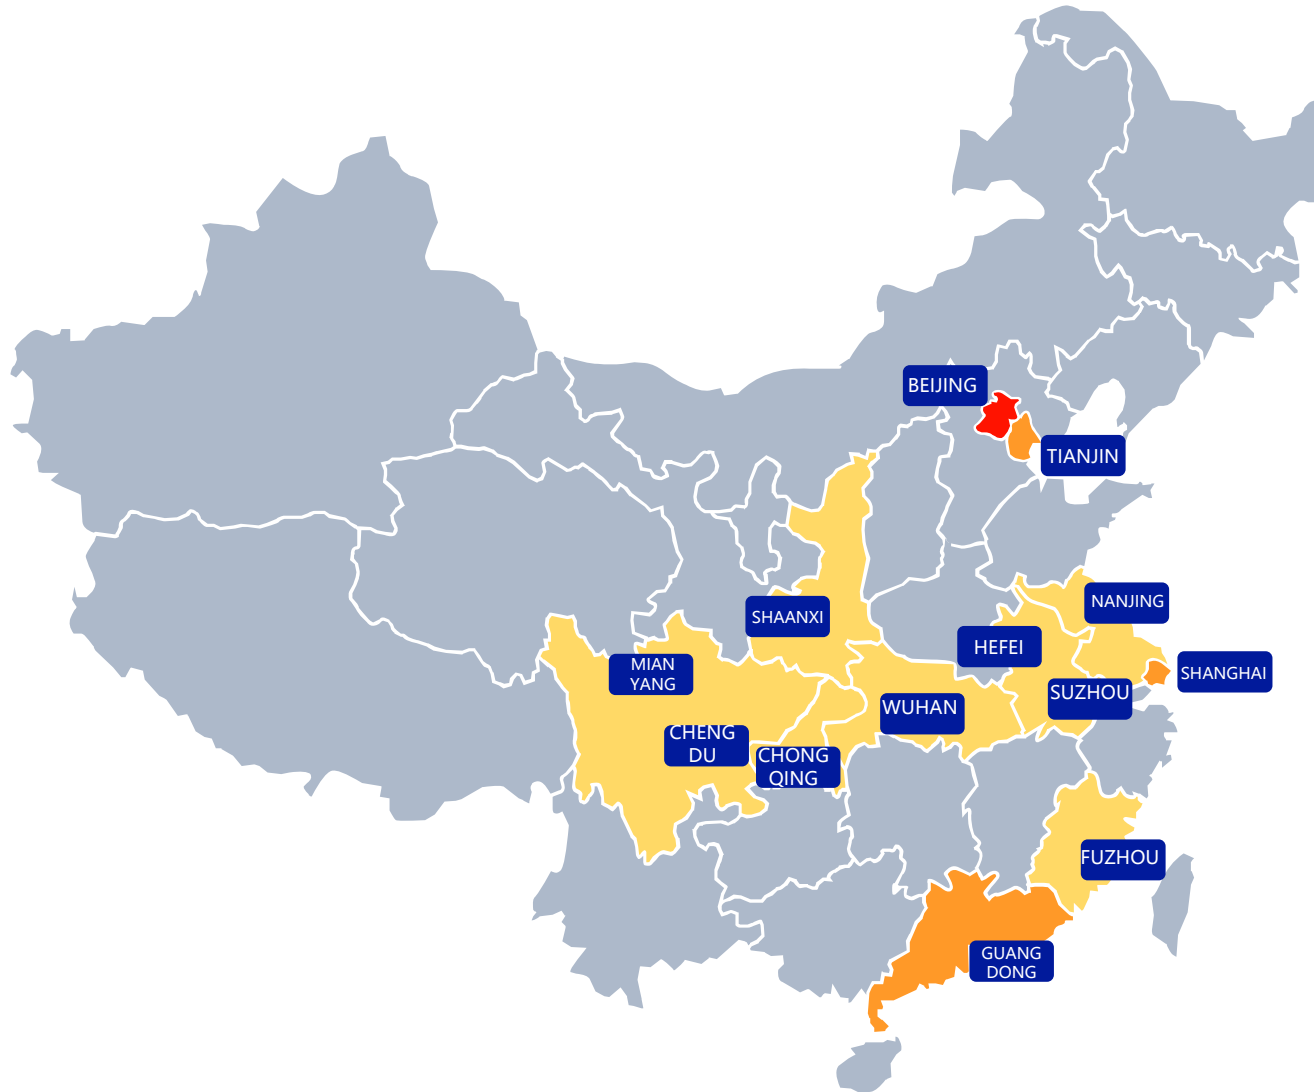 BEIJING
TIANJIN
NANJING
SHAANXI
HEFEI
MIAN
YANG
SHANGHAI
SUZHOU
WUHAN
CHENG
DU
CHONG
QING
FUZHOU
GUANG
DONG